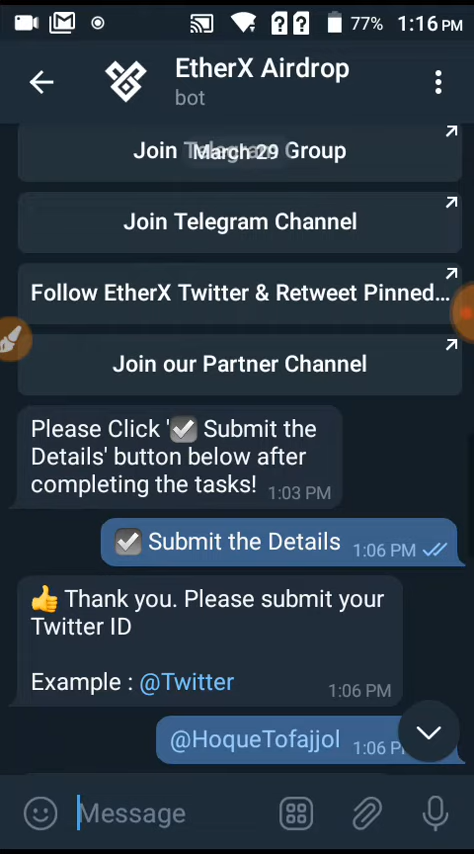 77% 1:16 PM
EtherX Airdrop
bot
Join Telegram Group
March 29
Join Telegram Channel
Follow EtherX Twitter & Retweet Pinned...
Join our Partner Channel
Please Click '☑️ Submit the
Details' button below after
completing the tasks! 1:03 PM
☑️ Submit the Details 1:06 PM
👍 Thank you. Please submit your
Twitter ID
Example : @Twitter 1:06 PM
@HoqueTofajjol 1:06
Message